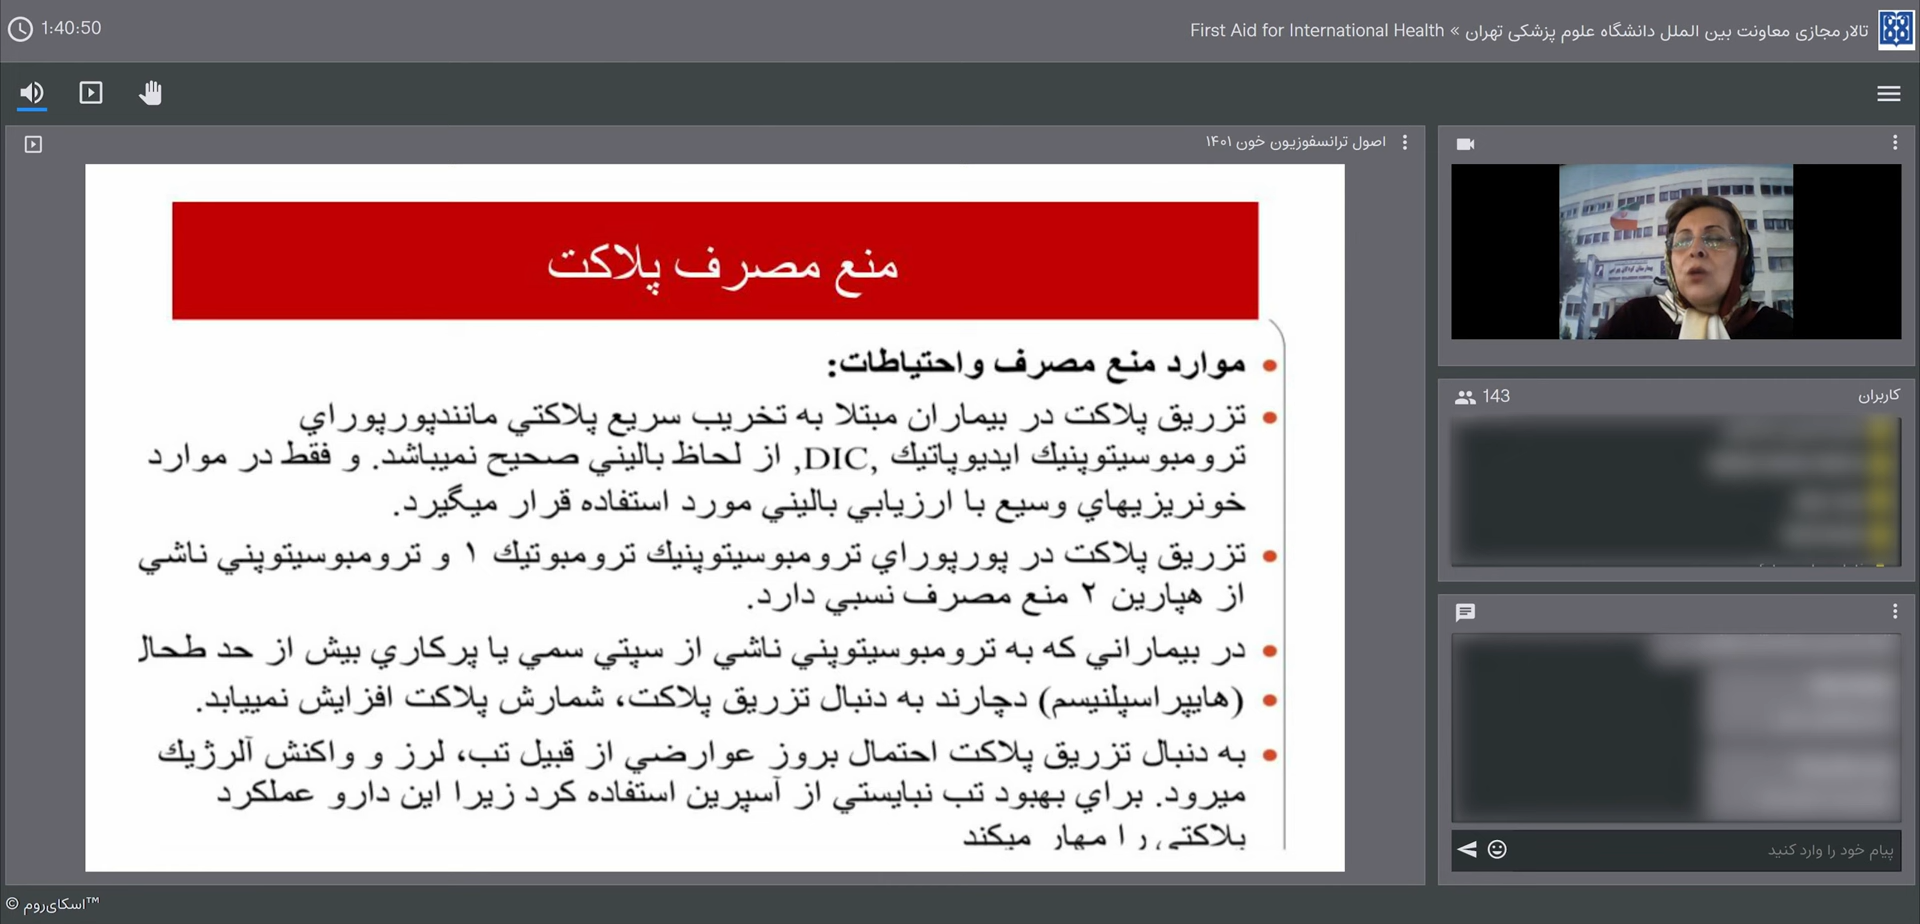 1:40:50
تالار مجازی معاونت بین الملل دانشگاه علوم پزشکی تهران » First Aid for International Health
اصول ترانسفوزیون خون ۱۴۰۱
منع مصرف پلاکت
موارد منع مصرف واحتیاطات:
تزريق پلاكت در بيماران مبتلا به تخريب سريع پلاكتي مانندپورپوراي
ترومبوسيتوپنيك ايديوپاتيك ,DIC, از لحاظ باليني صحيح نميباشد. و فقط در موارد
خونريزيهاي وسيع با ارزيابي باليني مورد استفاده قرار ميگيرد.
تزريق پلاكت در پورپوراي ترومبوسيتوپنيك ترومبوتيك ۱ و ترومبوسيتوپني ناشي
از هپارين ۲ منع مصرف نسبي دارد.
در بيماراني كه به ترومبوسيتوپني ناشي از سپتي سمي يا پركاري بيش از حد طحال
(هايپراسپلنيسم) دچارند به دنبال تزريق پلاكت، شمارش پلاكت افزايش نمييابد.
به دنبال تزريق پلاكت احتمال بروز عوارضي از قبيل تب، لرز و واكنش آلرژيك
ميرود. براي بهبود تب نبايستي از آسپرين استفاده كرد زيرا اين دارو عملكرد
پلاكتي را مهار ميكند
کاربران
143
پیام خود را وارد کنید
اسکای‌روم™ ©